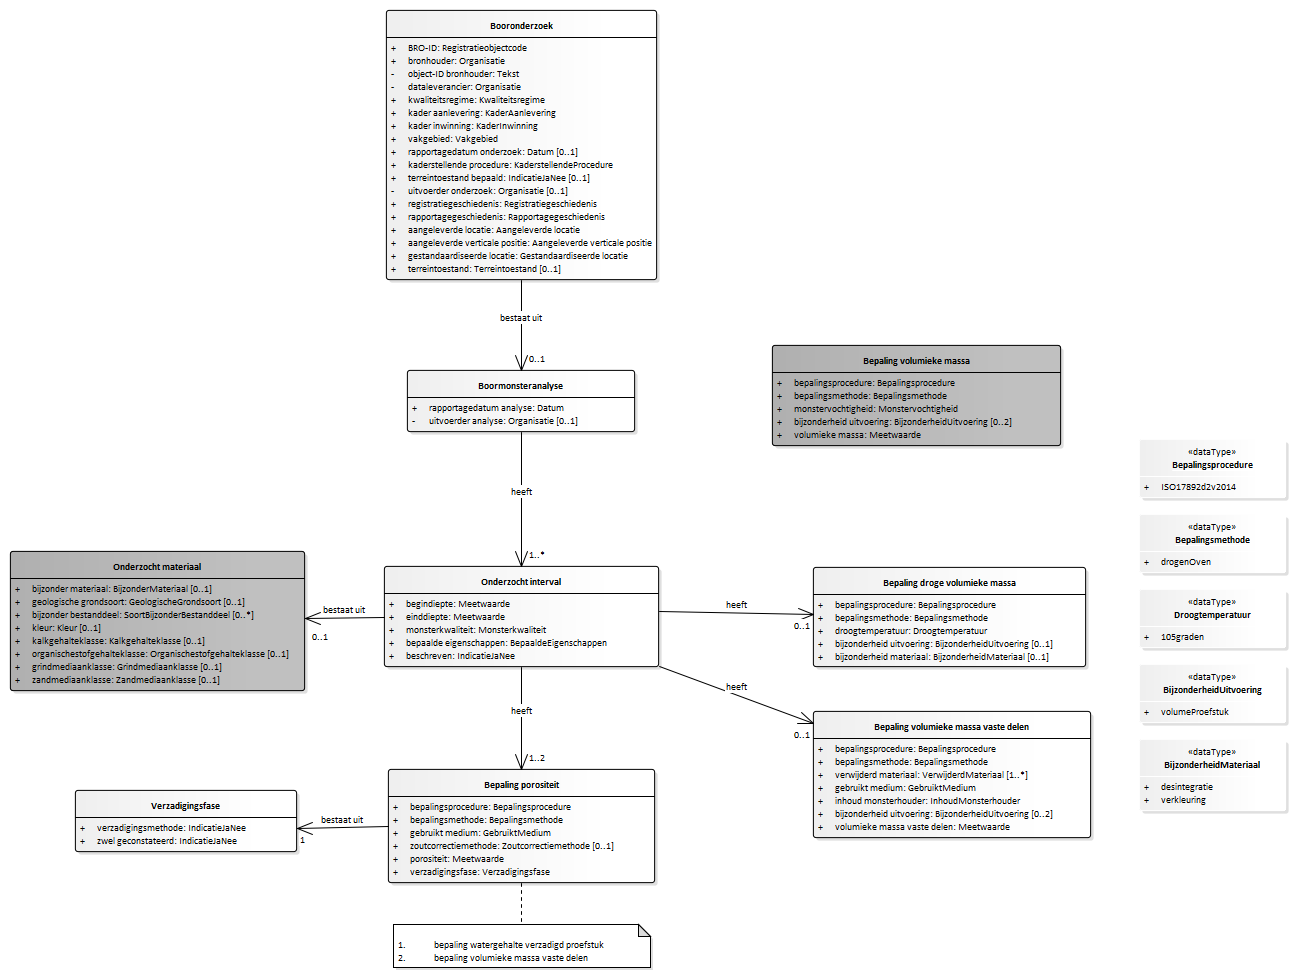 Booronderzoek
+ BRO-ID: Registratieobjectcode
+ bronhouder: Organisatie
- object-ID bronhouder: Tekst
- dataleverancier: Organisatie
+ kwaliteitsregime: Kwaliteitsregime
+ kader aanlevering: KaderAanlevering
+ kader inwinning: KaderInwinning
+ vakgebied: Vakgebied
+ rapportagedatum onderzoek: Datum [0..1]
+ kaderstellende procedure: KaderstellendeProcedure
+ terreintoestand bepaald: IndicatieJaNee [0..1]
- uitvoerder onderzoek: Organisatie [0..1]
+ registratiegeschiedenis: Registratiegeschiedenis
+ rapportagegeschiedenis: Rapportagegeschiedenis
+ aangeleverde locatie: Aangeleverde locatie
+ aangeleverde verticale positie: Aangeleverde verticale positie
+ gestandaardiseerde locatie: Gestandaardiseerde locatie
+ terreintoestand: Terreintoestand [0..1]
bestaat uit
0..1
Boormonsteranalyse
+ rapportagedatum analyse: Datum
- uitvoerder analyse: Organisatie [0..1]
Bepaling volumieke massa
+ bepalingsprocedure: Bepalingsprocedure
+ bepalingsmethode: Bepalingsmethode
+ monstervochtigheid: Monstervochtigheid
+ bijzonderheid uitvoering: BijzonderheidUitvoering [0..2]
+ volumieke massa: Meetwaarde
heeft
1..*
«dataType»
Bepalingsprocedure
+ ISO17892d2v2014
«dataType»
Bepalingsmethode
+ drogenOven
«dataType»
Droogtemperatuur
+ 105graden
«dataType»
BijzonderheidUitvoering
+ volumeProefstuk
«dataType»
BijzonderheidMateriaal
+ desintegratie
+ verkleuring
Onderzocht materiaal
+ bijzonder materiaal: BijzonderMateriaal [0..1]
+ geologische grondsoort: GeologischeGrondsoort [0..1]
+ bijzonder bestanddeel: SoortBijzonderBestanddeel [0..*]
+ kleur: Kleur [0..1]
+ kalkgehalteklasse: Kalkgehalteklasse [0..1]
+ organischestofgehalteklasse: Organischestofgehalteklasse [0..1]
+ grindmediaanklasse: Grindmediaanklasse [0..1]
+ zandmediaanklasse: Zandmediaanklasse [0..1]
bestaat uit
0..1
Onderzocht interval
+ begindiepte: Meetwaarde
+ einddiepte: Meetwaarde
+ monsterkwaliteit: Monsterkwaliteit
+ bepaalde eigenschappen: BepaaldeEigenschappen
+ beschreven: IndicatieJaNee
heeft
0..1
Bepaling droge volumieke massa
+ bepalingsprocedure: Bepalingsprocedure
+ bepalingsmethode: Bepalingsmethode
+ droogtemperatuur: Droogtemperatuur
+ bijzonderheid uitvoering: BijzonderheidUitvoering [0..1]
+ bijzonderheid materiaal: BijzonderheidMateriaal [0..1]
heeft
0..1
Bepaling volumieke massa vaste delen
+ bepalingsprocedure: Bepalingsprocedure
+ bepalingsmethode: Bepalingsmethode
+ verwijderd materiaal: VerwijderdMateriaal [1..*]
+ gebruikt medium: GebruiktMedium
+ inhoud monsterhouder: InhoudMonsterhouder
+ bijzonderheid uitvoering: BijzonderheidUitvoering [0..2]
+ volumieke massa vaste delen: Meetwaarde
heeft
1..2
Bepaling porositeit
+ bepalingsprocedure: Bepalingsprocedure
+ bepalingsmethode: Bepalingsmethode
+ gebruikt medium: GebruiktMedium
+ zoutcorrectiemethode: Zoutcorrectiemethode [0..1]
+ porositeit: Meetwaarde
+ verzadigingsfase: Verzadigingsfase
bestaat uit
1
Verzadigingsfase
+ verzadigingsmethode: IndicatieJaNee
+ zwel geconstateerd: IndicatieJaNee
1. bepaling watergehalte verzadigd proefstuk
2. bepaling volumieke massa vaste delen